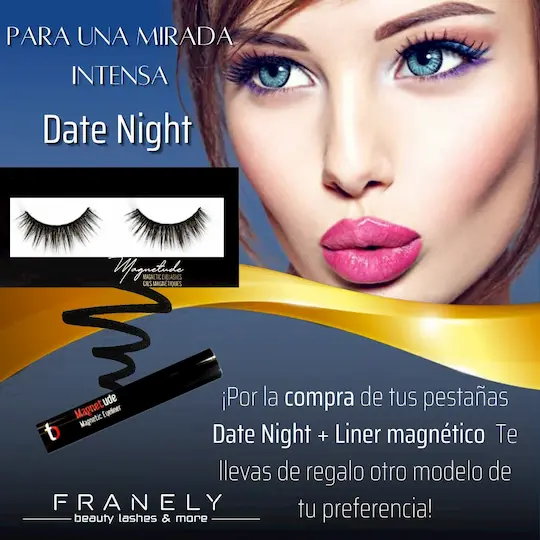 PARA UNA MIRADA
INTENSA
Date Night
Magnetude
MAGNETIC EYELASHES
CILS MAGNÉTIQUES
Magnetude
Magnetic Eyeliner
¡Por la compra de tus pestañas
Date Night + Liner magnético Te
llevas de regalo otro modelo de
tu preferencia!
FRANELY
beauty lashes & more